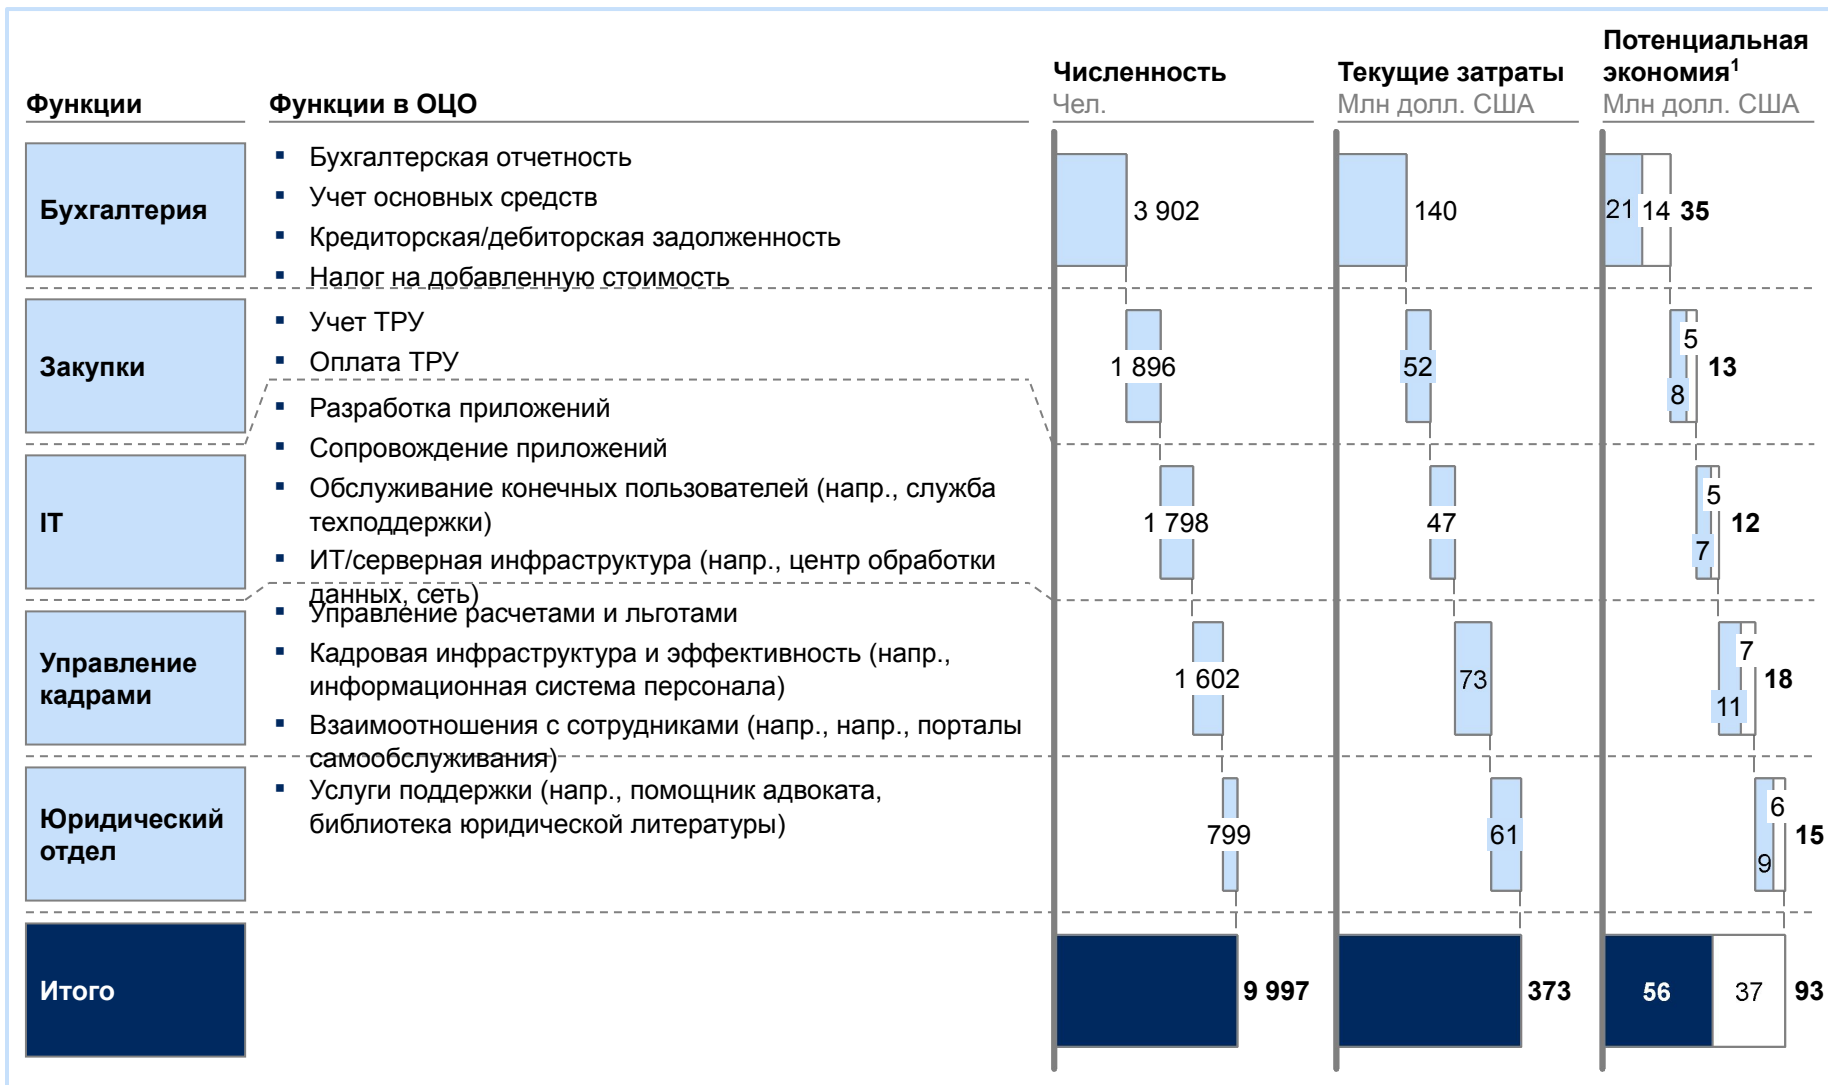 Функции
Функции в ОЦО
Численность
Чел.
Текущие затраты
Млн долл. США
Потенциальная
экономия¹
Млн долл. США
Бухгалтерия
▪ Бухгалтерская отчетность
▪ Учет основных средств
▪ Кредиторская/дебиторская задолженность
▪ Налог на добавленную стоимость
3 902
140
21 14 35
Закупки
▪ Учет ТРУ
▪ Оплата ТРУ
1 896
52
5
13
8
IT
▪ Разработка приложений
▪ Сопровождение приложений
▪ Обслуживание конечных пользователей (напр., служба
техподдержки)
▪ ИТ/серверная инфраструктура (напр., центр обработки
данных, сеть)
1 798
47
5
12
7
Управление
кадрами
▪ Управление расчетами и льготами
▪ Кадровая инфраструктура и эффективность (напр.,
информационная система персонала)
▪ Взаимоотношения с сотрудниками (напр., напр., порталы
самообслуживания)
1 602
73
7
18
11
Юридический
отдел
▪ Услуги поддержки (напр., помощник адвоката,
библиотека юридической литературы)
799
61
6
15
9
Итого
9 997
373
56 37 93